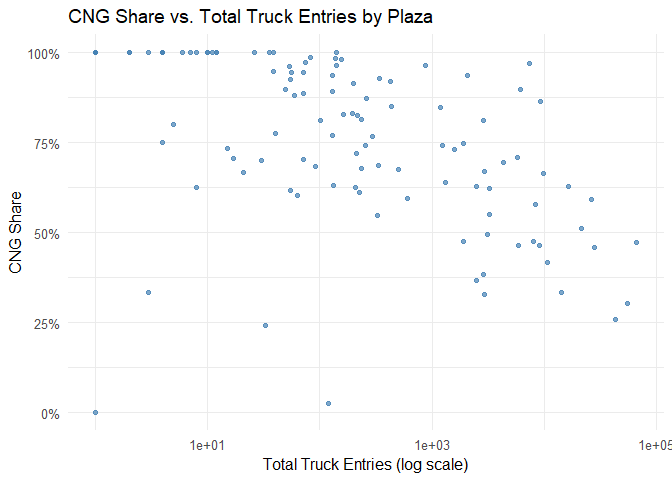 CNG Share vs. Total Truck Entries by Plaza
CNG Share
100%
75%
50%
25%
0%
1e+01
1e+03
1e+05
Total Truck Entries (log scale)